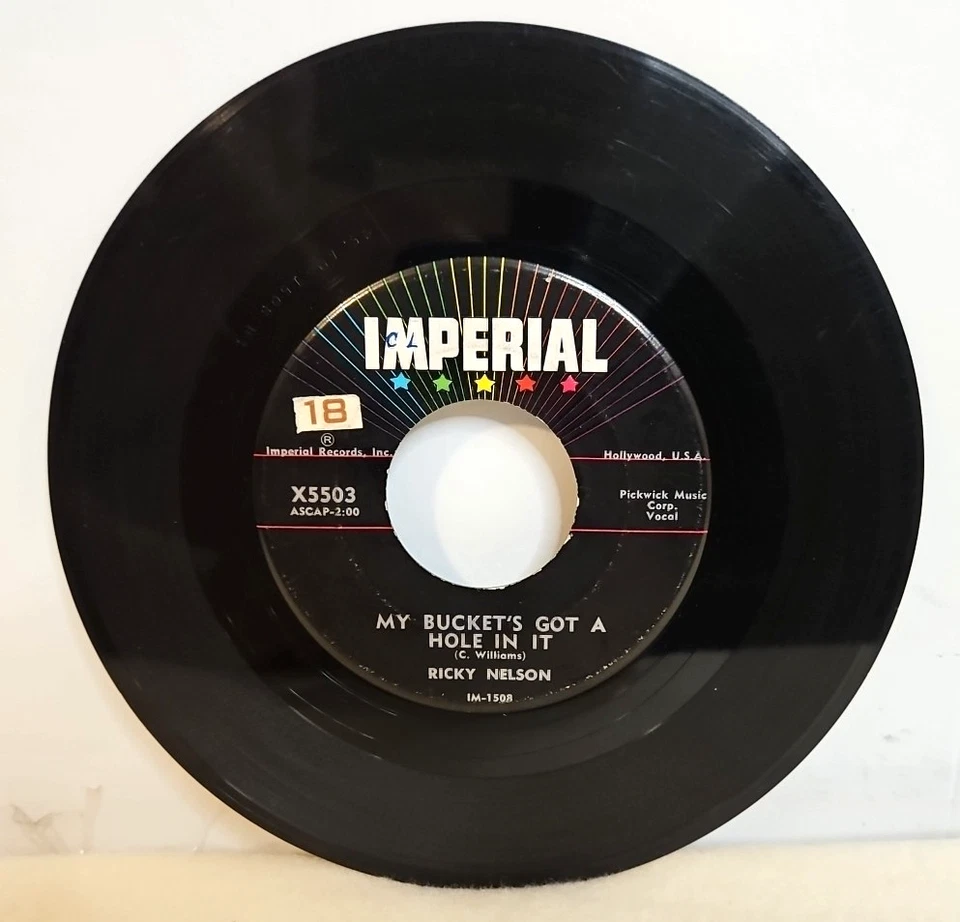 IMPERIAL
OL
18
®
Imperial Records, Inc.
Hollywood, U.S.A.
X5503
ASCAP-2:00
Pickwick Music
Corp.
Vocal
MY BUCKET'S GOT A
HOLE IN IT
(C. Williams)
RICKY NELSON
IM-1508